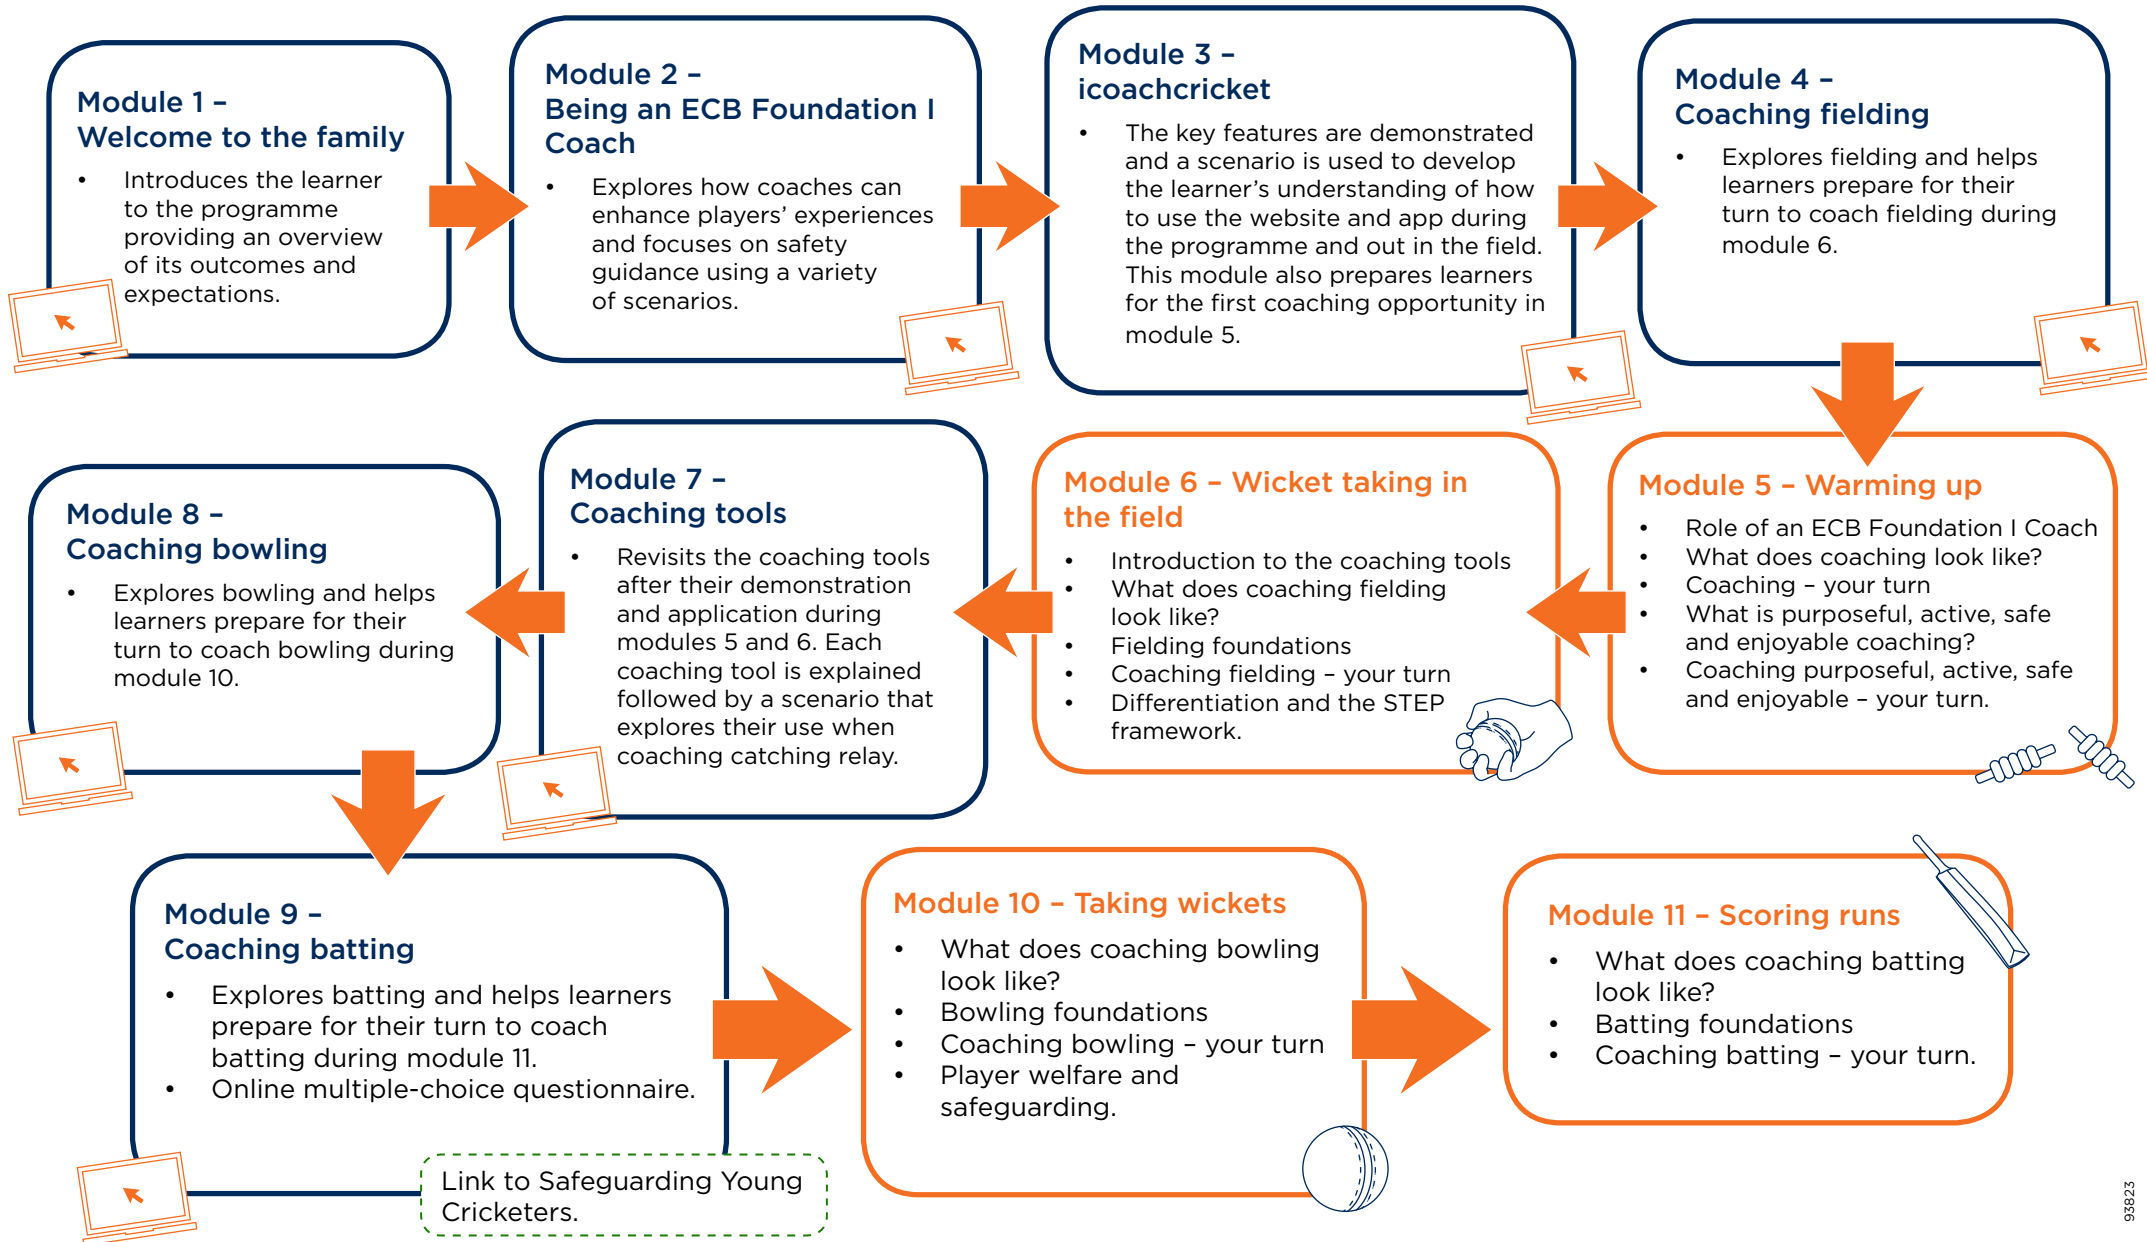 Module 1 –
Welcome to the family
• Introduces the learner
to the programme
providing an overview
of its outcomes and
expectations.
Module 2 –
Being an ECB Foundation I
Coach
• Explores how coaches can
enhance players’ experiences
and focuses on safety
guidance using a variety
of scenarios.
Module 3 –
icoachcricket
• The key features are demonstrated
and a scenario is used to develop
the learner’s understanding of how
to use the website and app during
the programme and out in the field.
This module also prepares learners
for the first coaching opportunity in
module 5.
Module 4 –
Coaching fielding
• Explores fielding and helps
learners prepare for their
turn to coach fielding during
module 6.
Module 5 – Warming up
• Role of an ECB Foundation I Coach
• What does coaching look like?
• Coaching – your turn
• What is purposeful, active, safe
and enjoyable coaching?
• Coaching purposeful, active, safe
and enjoyable – your turn.
Module 6 – Wicket taking in
the field
• Introduction to the coaching tools
• What does coaching fielding
look like?
• Fielding foundations
• Coaching fielding – your turn
• Differentiation and the STEP
framework.
Module 7 –
Coaching tools
• Revisits the coaching tools
after their demonstration
and application during
modules 5 and 6. Each
coaching tool is explained
followed by a scenario that
explores their use when
coaching catching relay.
Module 8 –
Coaching bowling
• Explores bowling and helps
learners prepare for their
turn to coach bowling during
module 10.
Module 9 –
Coaching batting
• Explores batting and helps learners
prepare for their turn to coach
batting during module 11.
• Online multiple-choice questionnaire.
Link to Safeguarding Young
Cricketers.
Module 10 – Taking wickets
• What does coaching bowling
look like?
• Bowling foundations
• Coaching bowling – your turn
• Player welfare and
safeguarding.
Module 11 – Scoring runs
• What does coaching batting
look like?
• Batting foundations
• Coaching batting – your turn.
93823